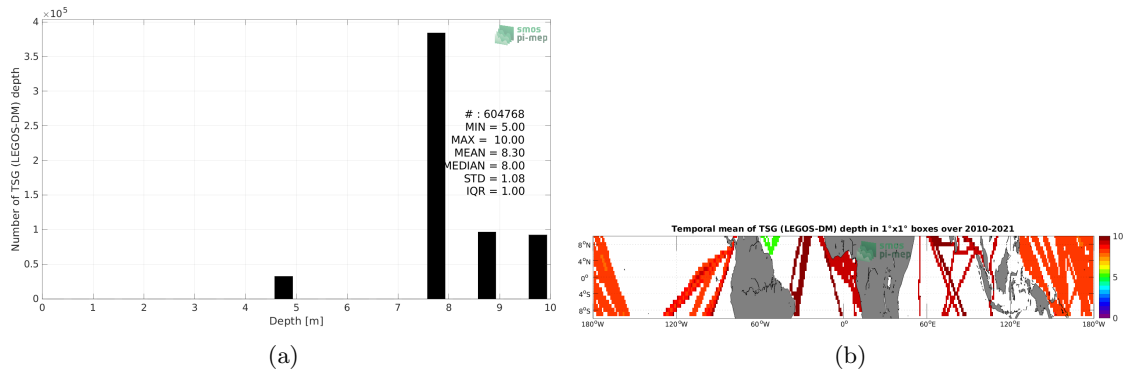 ×10^5
4
3.5
3
2.5
2
1.5
1
0.5
0
Number of TSG (LEGOS-DM) depth
smos
pi-mep
# : 604768
MIN = 5.00
MAX = 10.00
MEAN = 8.30
MEDIAN = 8.00
STD = 1.08
IQR = 1.00
0 1 2 3 4 5 6 7 8 9 10
Depth [m]
(a)
Temporal mean of TSG (LEGOS-DM) depth in 1°x1° boxes over 2010-2021
smos
pi-mep
8°N
4°N
0°
4°S
8°S
180°W 120°W 60°W 0° 60°E 120°E 180°W
10
5
0
(b)